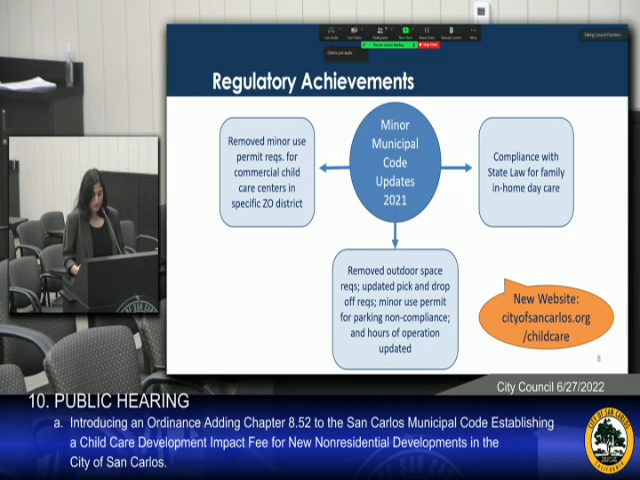 Regulatory Achievements
Removed minor use
permit reqs. for
commercial child
care centers in
specific ZO district
Minor
Municipal
Code
Updates
2021
Compliance with
State Law for family
in-home day care
Removed outdoor space
reqs; updated pick and drop
off reqs; minor use permit
for parking non-compliance;
and hours of operation
updated
New Website:
cityofsancarlos.org
/childcare
8
City Council 6/27/2022
10. PUBLIC HEARING
a. Introducing an Ordinance Adding Chapter 8.52 to the San Carlos Municipal Code Establishing
a Child Care Development Impact Fee for New Nonresidential Developments in the
City of San Carlos.
CITY OF SAN CARLOS
CALIFORNIA